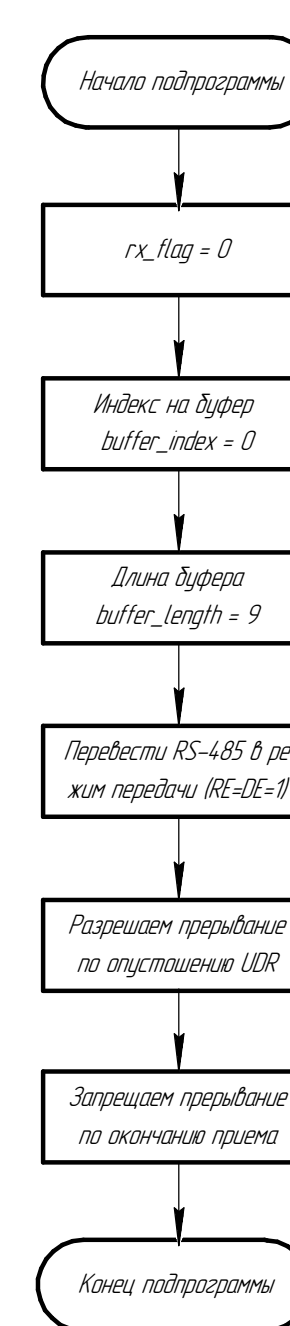 Начало подпрограммы
rx_flag = 0
Индекс на буфер
buffer_index = 0
Длина буфера
buffer_length = 9
Перевести RS-485 в ре
жим передачи (RE=DE=1)
Разрешаем прерывание
по опустошению UDR
Запрещаем прерывание
по окончанию приема
Конец подпрограммы